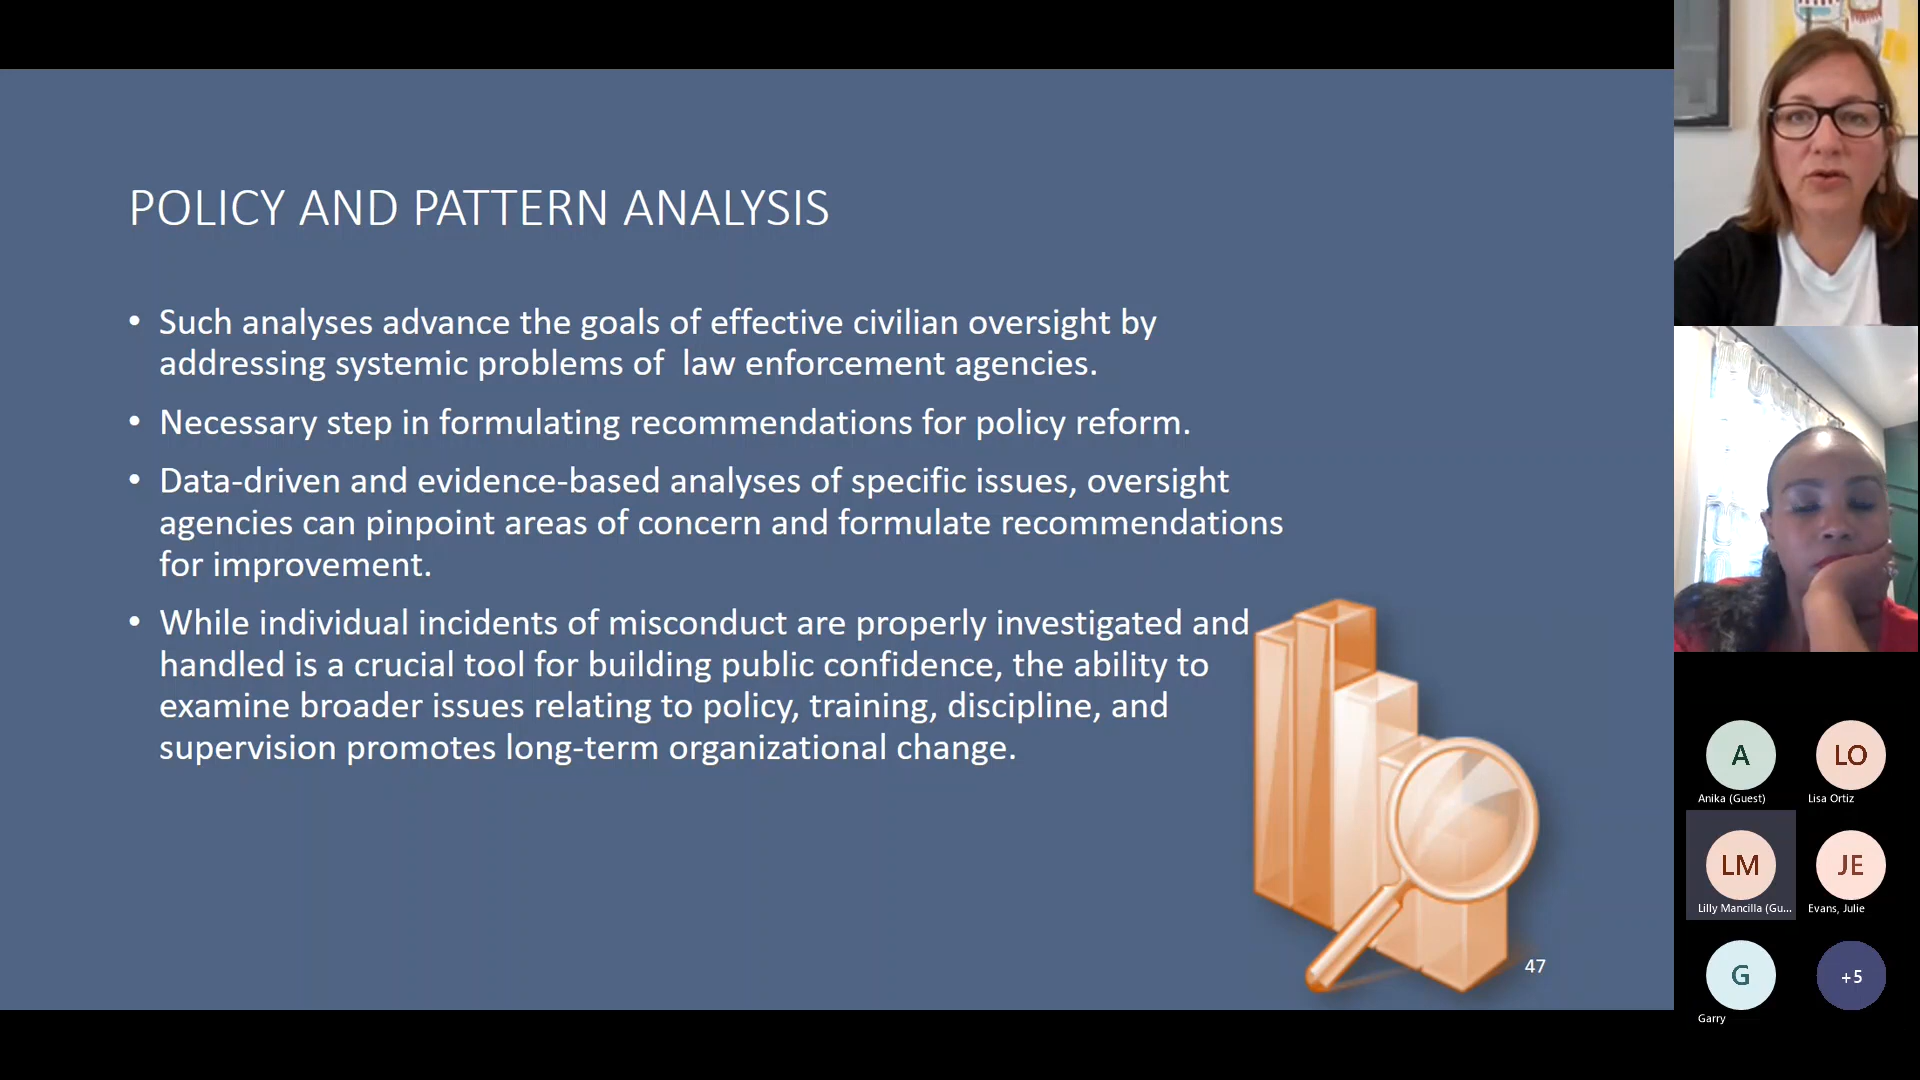 POLICY AND PATTERN ANALYSIS
• Such analyses advance the goals of effective civilian oversight by
addressing systemic problems of  law enforcement agencies.
• Necessary step in formulating recommendations for policy reform.
• Data-driven and evidence-based analyses of specific issues, oversight
agencies can pinpoint areas of concern and formulate recommendations
for improvement.
• While individual incidents of misconduct are properly investigated and
handled is a crucial tool for building public confidence, the ability to
examine broader issues relating to policy, training, discipline, and
supervision promotes long-term organizational change.
47
A
Anika (Guest)
LO
Lisa Ortiz
LM
Lilly Mancilla (Gu...
JE
Evans, Julie
G
Garry
+5